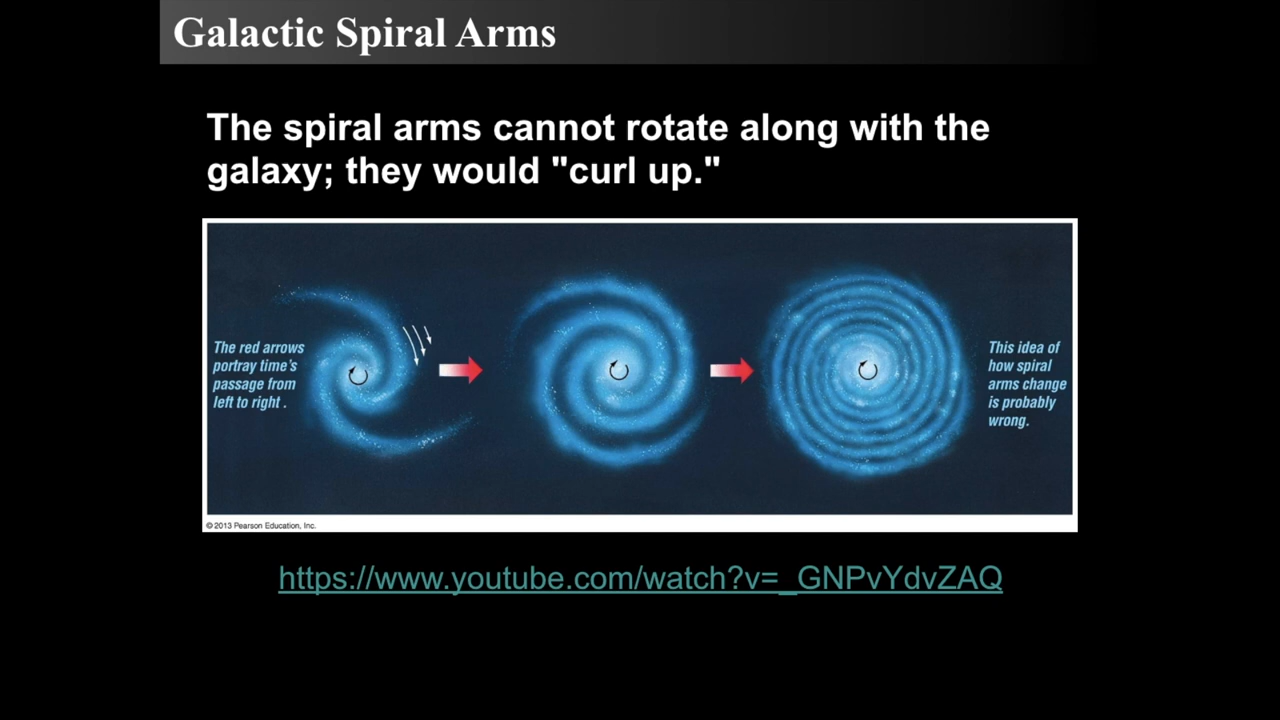 Galactic Spiral Arms
The spiral arms cannot rotate along with the
galaxy; they would "curl up."
The red arrows
portray time's
passage from
left to right .
This idea of
how spiral
arms change
is probably
wrong.
© 2013 Pearson Education, Inc.
https://www.youtube.com/watch?v=_GNPvYdvZAQ